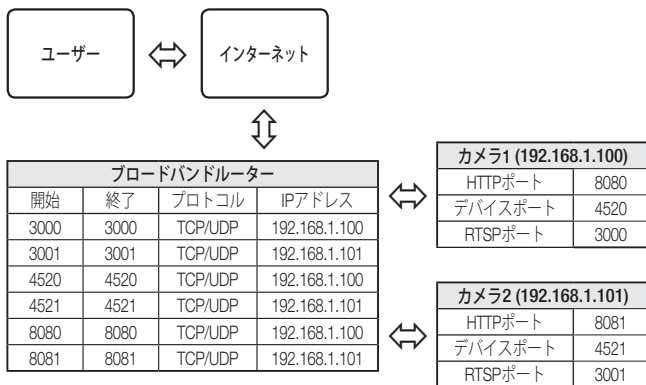 ユーザー
インターネット
ブロードバンドルーター
開始 終了 プロトコル IPアドレス
3000 3000 TCP/UDP 192.168.1.100
3001 3001 TCP/UDP 192.168.1.101
4520 4520 TCP/UDP 192.168.1.100
4521 4521 TCP/UDP 192.168.1.101
8080 8080 TCP/UDP 192.168.1.100
8081 8081 TCP/UDP 192.168.1.101
カメラ1 (192.168.1.100)
HTTPポート 8080
デバイスポート 4520
RTSPポート 3000
カメラ2 (192.168.1.101)
HTTPポート 8081
デバイスポート 4521
RTSPポート 3001